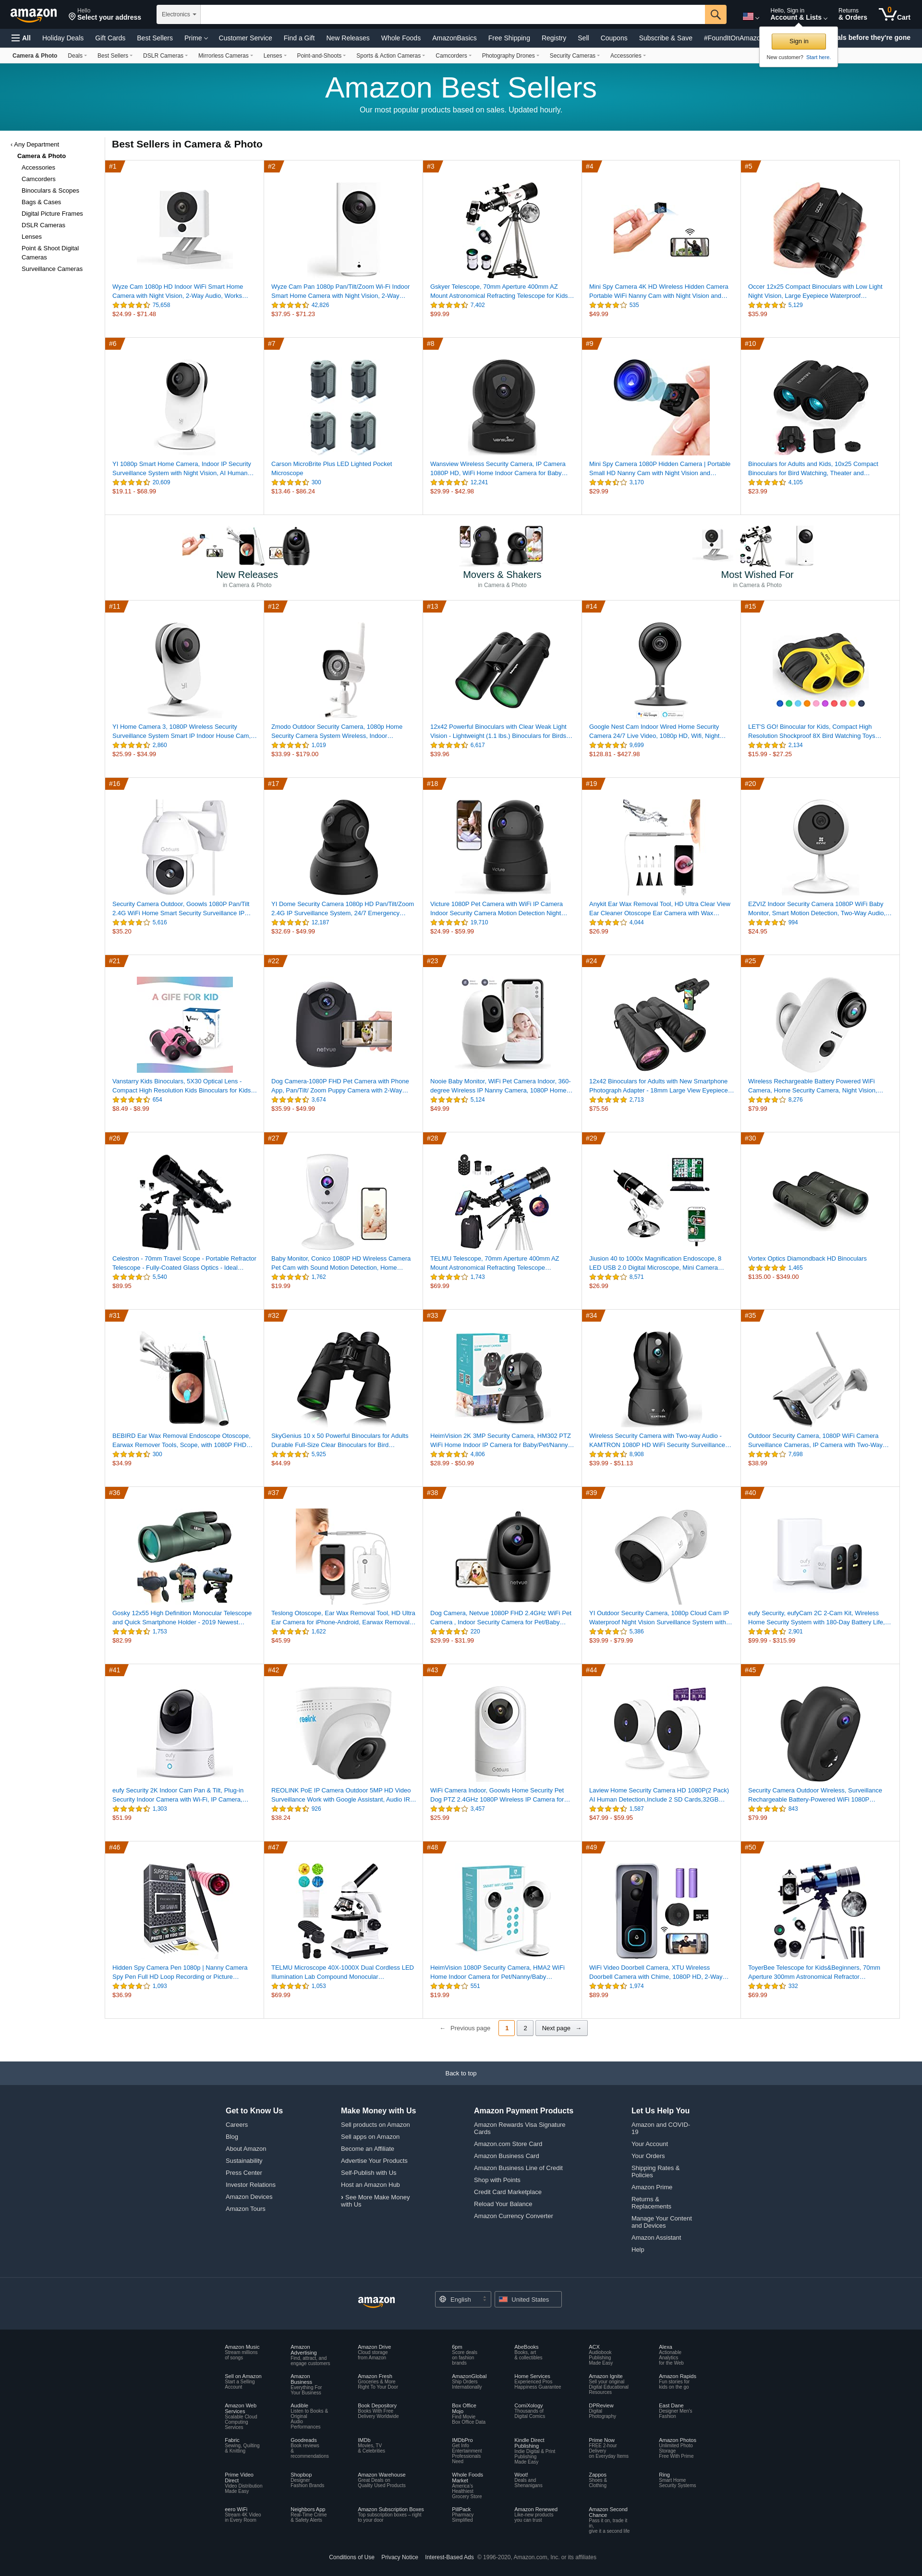 amazon
Hello
Select your address
Electronics
Hello, Sign in
Account & Lists
Returns
& Orders
0
Cart
All
Holiday Deals
Gift Cards
Best Sellers
Prime
Customer Service
Find a Gift
New Releases
Whole Foods
AmazonBasics
Free Shipping
Registry
Sell
Coupons
Subscribe & Save
#FoundItOnAmazon
als before they're gone
Sign in
New customer? Start here.
Camera & Photo
Deals
Best Sellers
DSLR Cameras
Mirrorless Cameras
Lenses
Point-and-Shoots
Sports & Action Cameras
Camcorders
Photography Drones
Security Cameras
Accessories
Amazon Best Sellers
Our most popular products based on sales. Updated hourly.
‹ Any Department
Camera & Photo
Accessories
Camcorders
Binoculars & Scopes
Bags & Cases
Digital Picture Frames
DSLR Cameras
Lenses
Point & Shoot Digital
Cameras
Surveillance Cameras
Best Sellers in Camera & Photo
#1
Wyze Cam 1080p HD Indoor WiFi Smart Home
Camera with Night Vision, 2-Way Audio, Works…
75,658
$24.99 - $71.48
#2
Wyze Cam Pan 1080p Pan/Tilt/Zoom Wi-Fi Indoor
Smart Home Camera with Night Vision, 2-Way…
42,826
$37.95 - $71.23
#3
Gskyer Telescope, 70mm Aperture 400mm AZ
Mount Astronomical Refracting Telescope for Kids…
7,402
$99.99
#4
Mini Spy Camera 4K HD Wireless Hidden Camera
Portable WiFi Nanny Cam with Night Vision and…
535
$49.99
#5
Occer 12x25 Compact Binoculars with Low Light
Night Vision, Large Eyepiece Waterproof…
5,129
$35.99
#6
YI 1080p Smart Home Camera, Indoor IP Security
Surveillance System with Night Vision, AI Human…
20,609
$19.11 - $68.99
#7
Carson MicroBrite Plus LED Lighted Pocket
Microscope
300
$13.46 - $86.24
#8
Wansview Wireless Security Camera, IP Camera
1080P HD, WiFi Home Indoor Camera for Baby…
12,241
$29.99 - $42.98
#9
Mini Spy Camera 1080P Hidden Camera | Portable
Small HD Nanny Cam with Night Vision and…
3,170
$29.99
#10
Binoculars for Adults and Kids, 10x25 Compact
Binoculars for Bird Watching, Theater and…
4,105
$23.99
New Releases
in Camera & Photo
Movers & Shakers
in Camera & Photo
Most Wished For
in Camera & Photo
#11
YI Home Camera 3, 1080P Wireless Security
Surveillance System Smart IP Indoor House Cam,…
2,860
$25.99 - $34.99
#12
Zmodo Outdoor Security Camera, 1080p Home
Security Camera System Wireless, Indoor…
1,019
$33.99 - $179.00
#13
12x42 Powerful Binoculars with Clear Weak Light
Vision - Lightweight (1.1 lbs.) Binoculars for Birds…
6,617
$39.96
#14
Google Nest Cam Indoor Wired Home Security
Camera 24/7 Live Video, 1080p HD, Wifi, Night…
9,699
$128.81 - $427.98
#15
LET'S GO! Binocular for Kids, Compact High
Resolution Shockproof 8X Bird Watching Toys…
2,134
$15.99 - $27.25
#16
Security Camera Outdoor, Goowls 1080P Pan/Tilt
2.4G WiFi Home Smart Security Surveillance IP…
5,616
$35.20
#17
YI Dome Security Camera 1080p HD Pan/Tilt/Zoom
2.4G IP Surveillance System, 24/7 Emergency…
12,187
$32.69 - $49.99
#18
Victure 1080P Pet Camera with WiFi IP Camera
Indoor Security Camera Motion Detection Night…
19,710
$24.99 - $59.99
#19
Anykit Ear Wax Removal Tool, HD Ultra Clear View
Ear Cleaner Otoscope Ear Camera with Wax…
4,044
$26.99
#20
EZVIZ Indoor Security Camera 1080P WiFi Baby
Monitor, Smart Motion Detection, Two-Way Audio,…
994
$24.95
#21
A GIFE FOR KID
Vanstarry Kids Binoculars, 5X30 Optical Lens -
Compact High Resolution Kids Binoculars for Kids…
654
$8.49 - $8.99
#22
Dog Camera-1080P FHD Pet Camera with Phone
App, Pan/Tilt/ Zoom Puppy Camera with 2-Way…
3,674
$35.99 - $49.99
#23
Nooie Baby Monitor, WiFi Pet Camera Indoor, 360-
degree Wireless IP Nanny Camera, 1080P Home…
5,124
$49.99
#24
12x42 Binoculars for Adults with New Smartphone
Photograph Adapter - 18mm Large View Eyepiece…
2,713
$75.56
#25
Wireless Rechargeable Battery Powered WiFi
Camera, Home Security Camera, Night Vision,…
8,276
$79.99
#26
Celestron - 70mm Travel Scope - Portable Refractor
Telescope - Fully-Coated Glass Optics - Ideal…
5,540
$89.95
#27
Baby Monitor, Conico 1080P HD Wireless Camera
Pet Cam with Sound Motion Detection, Home…
1,762
$19.99
#28
TELMU Telescope, 70mm Aperture 400mm AZ
Mount Astronomical Refracting Telescope…
1,743
$69.99
#29
Jiusion 40 to 1000x Magnification Endoscope, 8
LED USB 2.0 Digital Microscope, Mini Camera…
8,571
$26.99
#30
Vortex Optics Diamondback HD Binoculars
1,465
$135.00 - $349.00
#31
BEBIRD Ear Wax Removal Endoscope Otoscope,
Earwax Remover Tools, Scope, with 1080P FHD…
300
$34.99
#32
SkyGenius 10 x 50 Powerful Binoculars for Adults
Durable Full-Size Clear Binoculars for Bird…
5,925
$44.99
#33
HeimVision 2K 3MP Security Camera, HM302 PTZ
WiFi Home Indoor IP Camera for Baby/Pet/Nanny…
4,806
$28.99 - $50.99
#34
Wireless Security Camera with Two-way Audio -
KAMTRON 1080P HD WiFi Security Surveillance…
8,908
$39.99 - $51.13
#35
Outdoor Security Camera, 1080P WiFi Camera
Surveillance Cameras, IP Camera with Two-Way…
7,698
$38.99
#36
Gosky 12x55 High Definition Monocular Telescope
and Quick Smartphone Holder - 2019 Newest…
1,753
$82.99
#37
Teslong Otoscope, Ear Wax Removal Tool, HD Ultra
Ear Camera for iPhone-Android, Earwax Removal…
1,622
$45.99
#38
Dog Camera, Netvue 1080P FHD 2.4GHz WiFi Pet
Camera , Indoor Security Camera for Pet/Baby…
220
$29.99 - $31.99
#39
YI Outdoor Security Camera, 1080p Cloud Cam IP
Waterproof Night Vision Surveillance System with…
5,386
$39.99 - $79.99
#40
eufy Security, eufyCam 2C 2-Cam Kit, Wireless
Home Security System with 180-Day Battery Life,…
2,901
$99.99 - $315.99
#41
eufy Security 2K Indoor Cam Pan & Tilt, Plug-in
Security Indoor Camera with Wi-Fi, IP Camera,…
1,303
$51.99
#42
reolink
REOLINK PoE IP Camera Outdoor 5MP HD Video
Surveillance Work with Google Assistant, Audio IR…
926
$38.24
#43
WiFi Camera Indoor, Goowls Home Security Pet
Dog PTZ 2.4GHz 1080P Wireless IP Camera for…
3,457
$25.99
#44
Laview Home Security Camera HD 1080P(2 Pack)
AI Human Detection,Include 2 SD Cards,32GB…
1,587
$47.99 - $59.95
#45
Security Camera Outdoor Wireless, Surveillance
Rechargeable Battery-Powered WiFi 1080P…
843
$79.99
#46
Hidden Spy Camera Pen 1080p | Nanny Camera
Spy Pen Full HD Loop Recording or Picture…
1,093
$36.99
#47
TELMU Microscope 40X-1000X Dual Cordless LED
Illumination Lab Compound Monocular…
1,053
$69.99
#48
HeimVision 1080P Security Camera, HMA2 WiFi
Home Indoor Camera for Pet/Nanny/Baby…
551
$19.99
#49
WiFi Video Doorbell Camera, XTU Wireless
Doorbell Camera with Chime, 1080P HD, 2-Way…
1,974
$89.99
#50
ToyerBee Telescope for Kids&Beginners, 70mm
Aperture 300mm Astronomical Refractor…
332
$69.99
← Previous page
1
2
Next page →
Back to top
Get to Know Us
Careers
Blog
About Amazon
Sustainability
Press Center
Investor Relations
Amazon Devices
Amazon Tours
Make Money with Us
Sell products on Amazon
Sell apps on Amazon
Become an Affiliate
Advertise Your Products
Self-Publish with Us
Host an Amazon Hub
› See More Make Money
with Us
Amazon Payment Products
Amazon Rewards Visa Signature
Cards
Amazon.com Store Card
Amazon Business Card
Amazon Business Line of Credit
Shop with Points
Credit Card Marketplace
Reload Your Balance
Amazon Currency Converter
Let Us Help You
Amazon and COVID-
19
Your Account
Your Orders
Shipping Rates &
Policies
Amazon Prime
Returns &
Replacements
Manage Your Content
and Devices
Amazon Assistant
Help
amazon
English
United States
Amazon Music
Stream millions
of songs
Amazon
Advertising
Find, attract, and
engage customers
Amazon Drive
Cloud storage
from Amazon
6pm
Score deals
on fashion
brands
AbeBooks
Books, art
& collectibles
ACX
Audiobook
Publishing
Made Easy
Alexa
Actionable
Analytics
for the Web
Sell on Amazon
Start a Selling
Account
Amazon
Business
Everything For
Your Business
Amazon Fresh
Groceries & More
Right To Your Door
AmazonGlobal
Ship Orders
Internationally
Home Services
Experienced Pros
Happiness Guarantee
Amazon Ignite
Sell your original
Digital Educational
Resources
Amazon Rapids
Fun stories for
kids on the go
Amazon Web
Services
Scalable Cloud
Computing
Services
Audible
Listen to Books &
Original
Audio
Performances
Book Depository
Books With Free
Delivery Worldwide
Box Office
Mojo
Find Movie
Box Office Data
ComiXology
Thousands of
Digital Comics
DPReview
Digital
Photography
East Dane
Designer Men's
Fashion
Fabric
Sewing, Quilting
& Knitting
Goodreads
Book reviews
&
recommendations
IMDb
Movies, TV
& Celebrities
IMDbPro
Get Info
Entertainment
Professionals
Need
Kindle Direct
Publishing
Indie Digital & Print
Publishing
Made Easy
Prime Now
FREE 2-hour
Delivery
on Everyday Items
Amazon Photos
Unlimited Photo
Storage
Free With Prime
Prime Video
Direct
Video Distribution
Made Easy
Shopbop
Designer
Fashion Brands
Amazon Warehouse
Great Deals on
Quality Used Products
Whole Foods
Market
America's
Healthiest
Grocery Store
Woot!
Deals and
Shenanigans
Zappos
Shoes &
Clothing
Ring
Smart Home
Security Systems
eero WiFi
Stream 4K Video
in Every Room
Neighbors App
Real-Time Crime
& Safety Alerts
Amazon Subscription Boxes
Top subscription boxes – right
to your door
PillPack
Pharmacy
Simplified
Amazon Renewed
Like-new products
you can trust
Amazon Second
Chance
Pass it on, trade it
in,
give it a second life
Conditions of Use
Privacy Notice
Interest-Based Ads
© 1996-2020, Amazon.com, Inc. or its affiliates